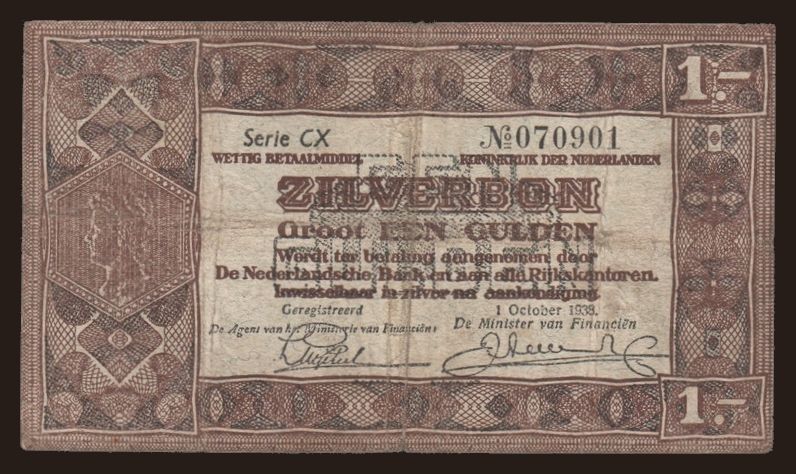 1.-
Serie CX
No 070901
WETTIG BETAALMIDDEL
KONINKRIJK DER NEDERLANDEN
ZILVERBON
Groot EEN GULDEN
Wordt ter betaling aangenomen door
De Nederlandsche Bank en aan alle Rijkskantoren.
Inwisselbaar in zilver na aankondiging.
Geregistreerd
1 October 1938.
De Agent van het Ministerie van Financiën:
De Minister van Financiën
1.-